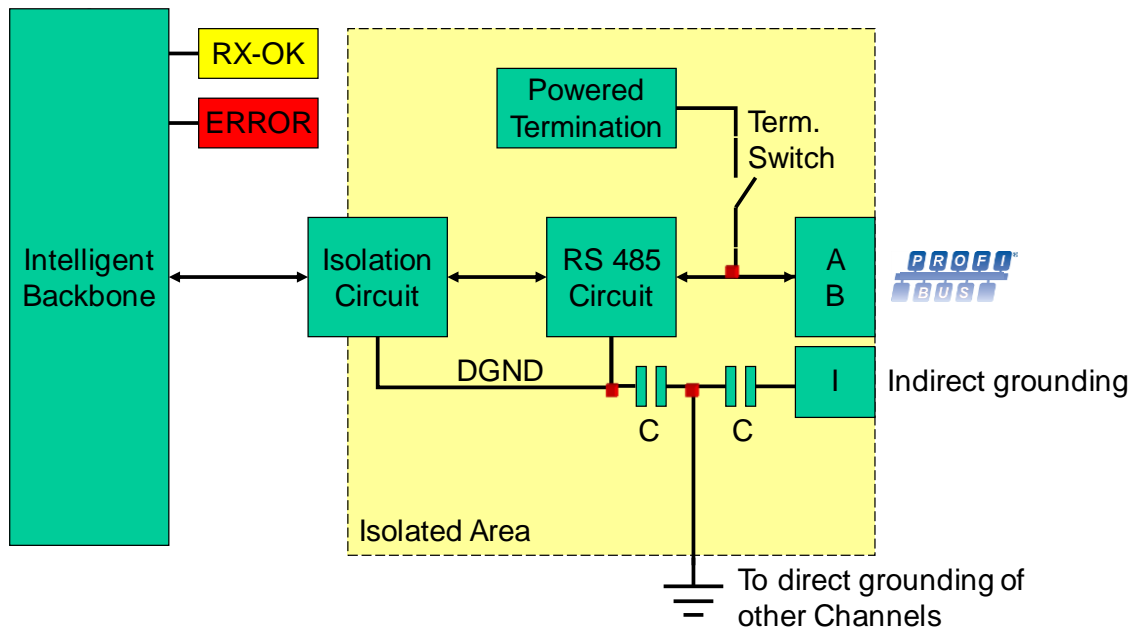 RX-OK
ERROR
Powered
Termination
Term.
Switch
Intelligent
Backbone
Isolation
Circuit
RS 485
Circuit
A
B
PROFI®
BUS
DGND
I
Indirect grounding
C
C
Isolated Area
To direct grounding of
other Channels